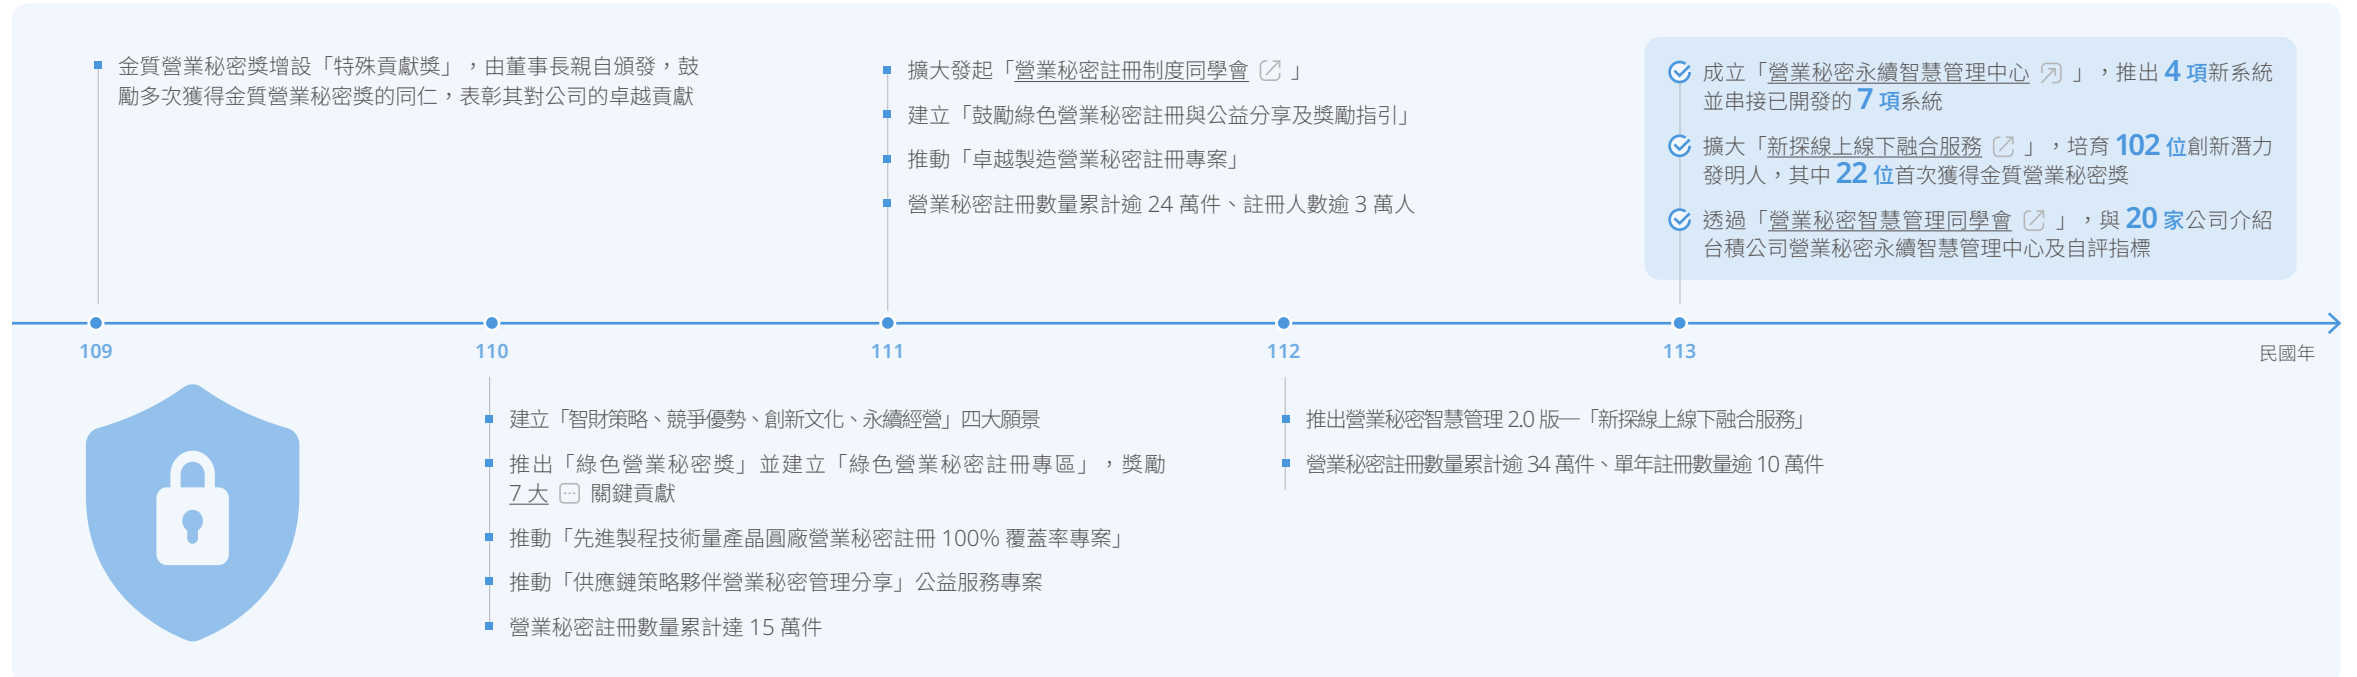 金質營業秘密獎增設「特殊貢獻獎」，由董事長親自頒發，鼓
勵多次獲得金質營業秘密獎的同仁，表彰其對公司的卓越貢獻
擴大發起「營業秘密註冊制度同學會」
建立「鼓勵綠色營業秘密註冊與公益分享及獎勵指引」
推動「卓越製造營業秘密註冊專案」
營業秘密註冊數量累計逾 24 萬件、註冊人數逾 3 萬人
成立「營業秘密永續智慧管理中心」，推出 4 項新系統
並串接已開發的 7 項系統
擴大「新探線上線下融合服務」，培育 102 位創新潛力
發明人，其中 22 位首次獲得金質營業秘密獎
透過「營業秘密智慧管理同學會」，與 20 家公司介紹
台積公司營業秘密永續智慧管理中心及自評指標
109
110
111
112
113
民國年
建立「智財策略、競爭優勢、創新文化、永續經營」四大願景
推出「綠色營業秘密獎」並建立「綠色營業秘密註冊專區」，獎勵
7 大 關鍵貢獻
推動「先進製程技術量產晶圓廠營業秘密註冊 100% 覆蓋率專案」
推動「供應鏈策略夥伴營業秘密管理分享」公益服務專案
營業秘密註冊數量累計達 15 萬件
推出營業秘密智慧管理 2.0 版—「新探線上線下融合服務」
營業秘密註冊數量累計逾 34 萬件、單年註冊數量逾 10 萬件